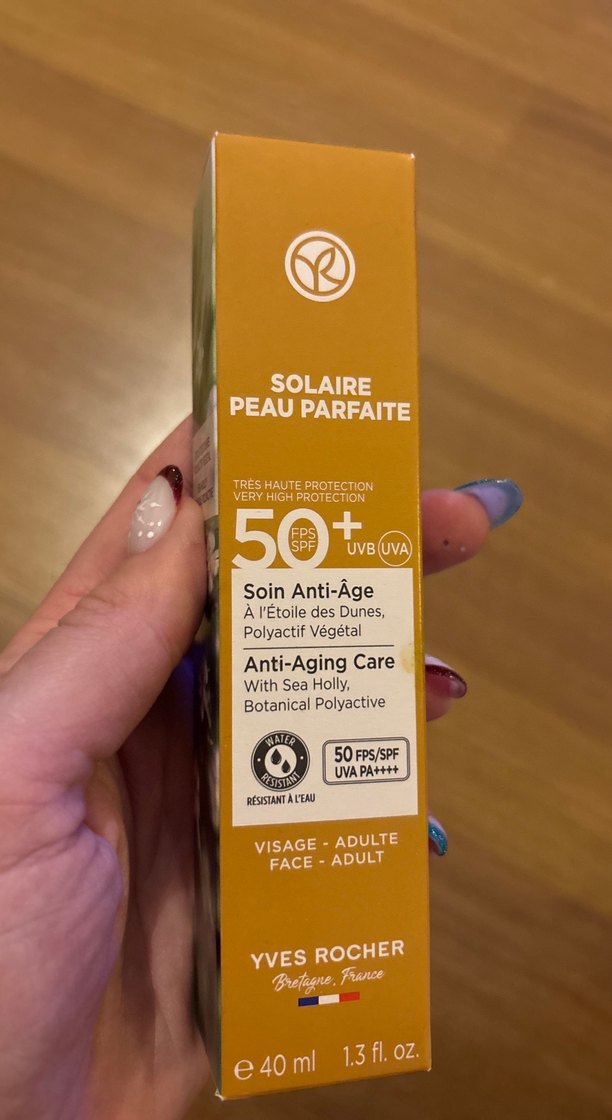 SOLAIRE
PEAU PARFAITE
TRÈS HAUTE PROTECTION
VERY HIGH PROTECTION
50+ FPS SPF UVB UVA
Soin Anti-Âge
À l'Étoile des Dunes,
Polyactif Végétal
Anti-Aging Care
With Sea Holly,
Botanical Polyactive
WATER RESISTANT
50 FPS/SPF
UVA PA++++
RÉSISTANT À L'EAU
VISAGE - ADULTE
FACE - ADULT
YVES ROCHER
Bretagne, France
e 40 ml 1.3 fl. oz.